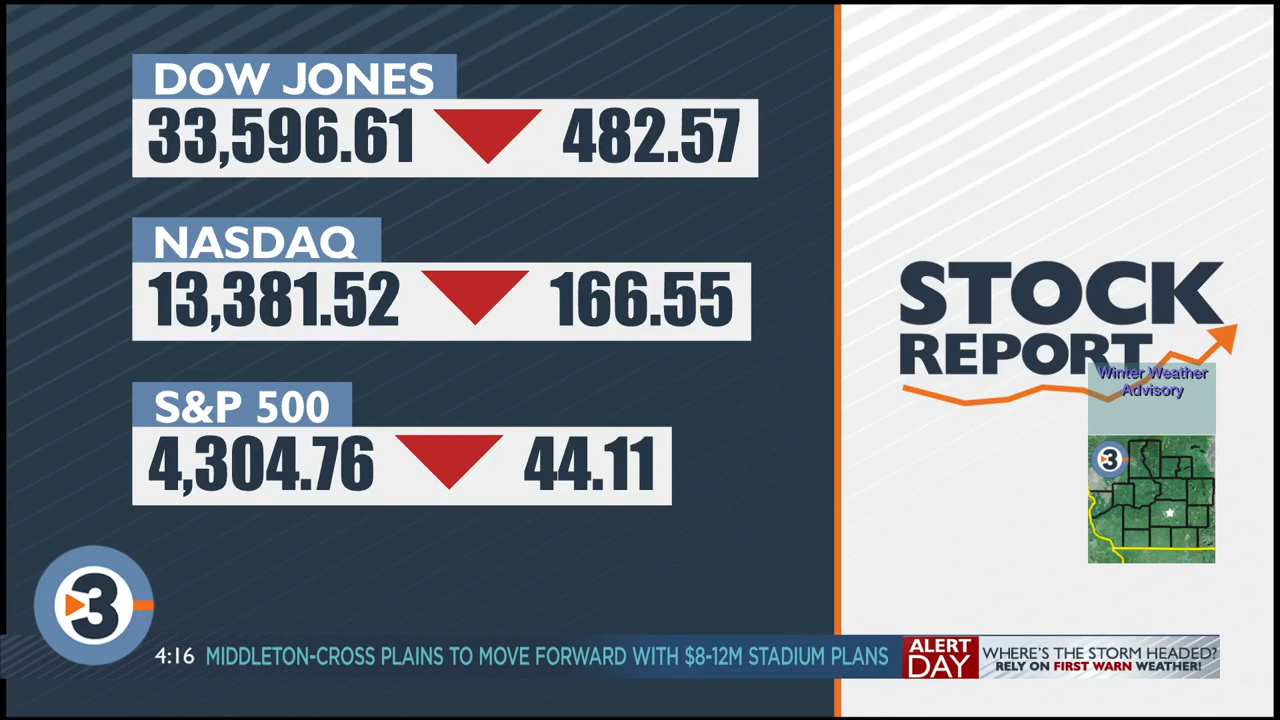 DOW JONES
33,596.61 482.57
NASDAQ
13,381.52 166.55
S&P 500
4,304.76 44.11
STOCK
REPORT
Winter Weather
Advisory
3
3
4:16 MIDDLETON-CROSS PLAINS TO MOVE FORWARD WITH $8-12M STADIUM PLANS
ALERT
DAY
WHERE'S THE STORM HEADED?
RELY ON FIRST WARN WEATHER!